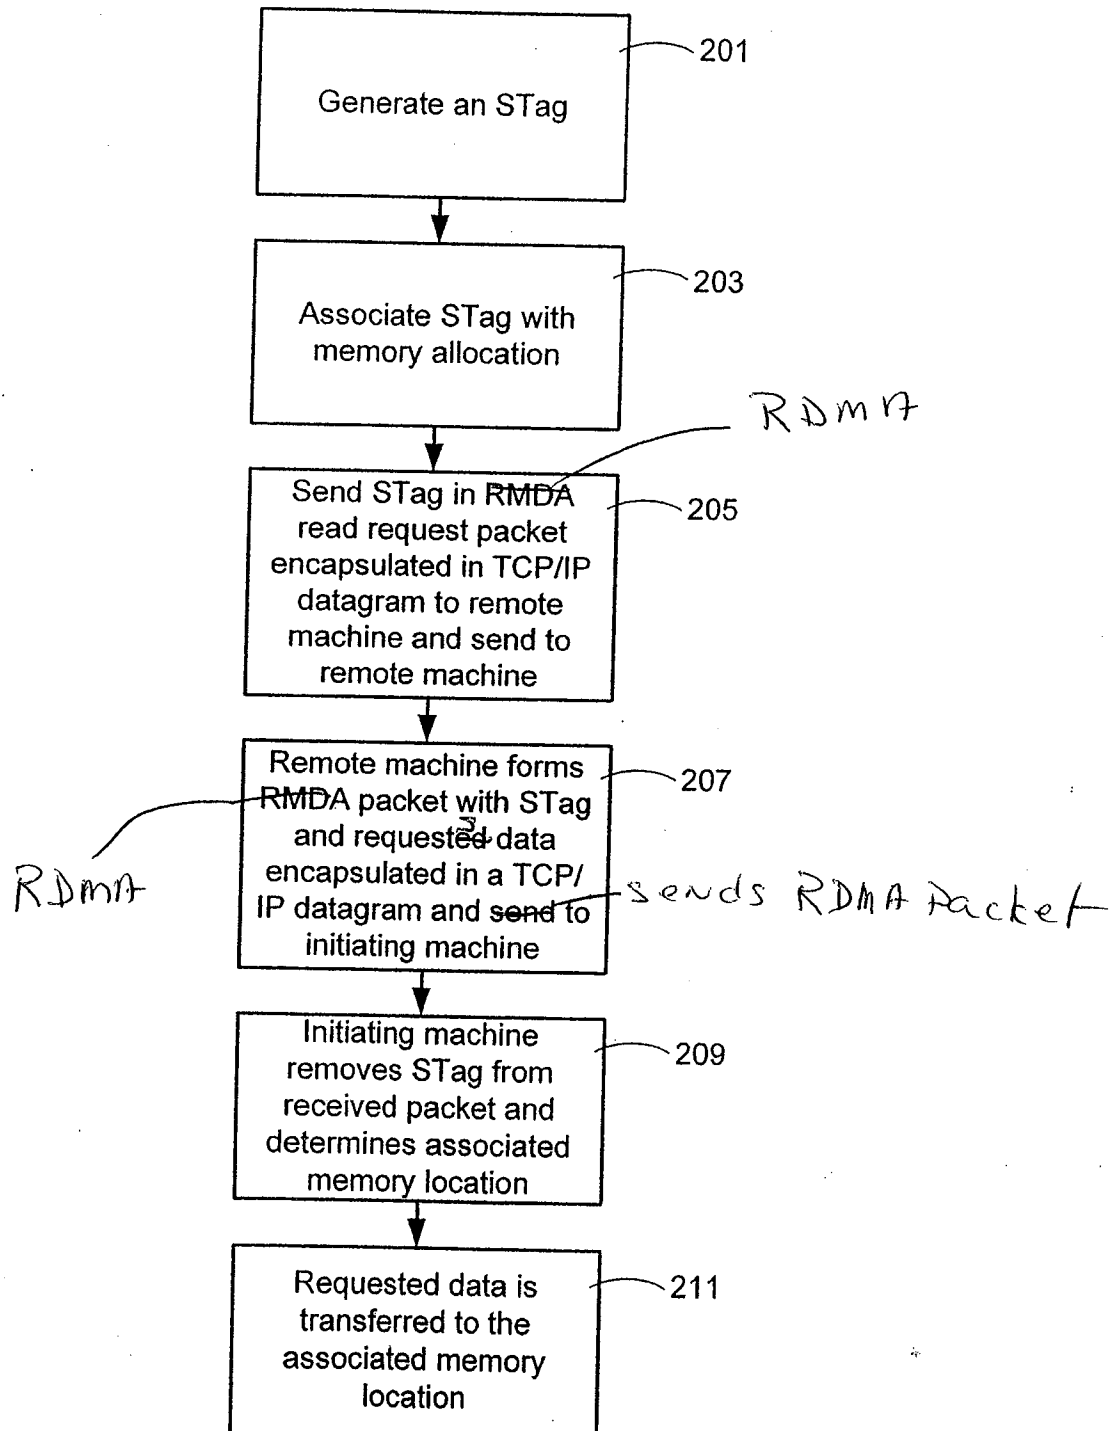 201
Generate an STag
203
Associate STag with
memory allocation
RDMA
Send STag in RMDA
205
read request packet
encapsulated in TCP/IP
datagram to remote
machine and send to
remote machine
Remote machine forms
207
RMDA packet with STag
and requested data
RDMA
encapsulated in a TCP/
IP datagram and send to
sends RDMA Packet
initiating machine
Initiating machine
209
removes STag from
received packet and
determines associated
memory location
Requested data is
211
transferred to the
associated memory
location